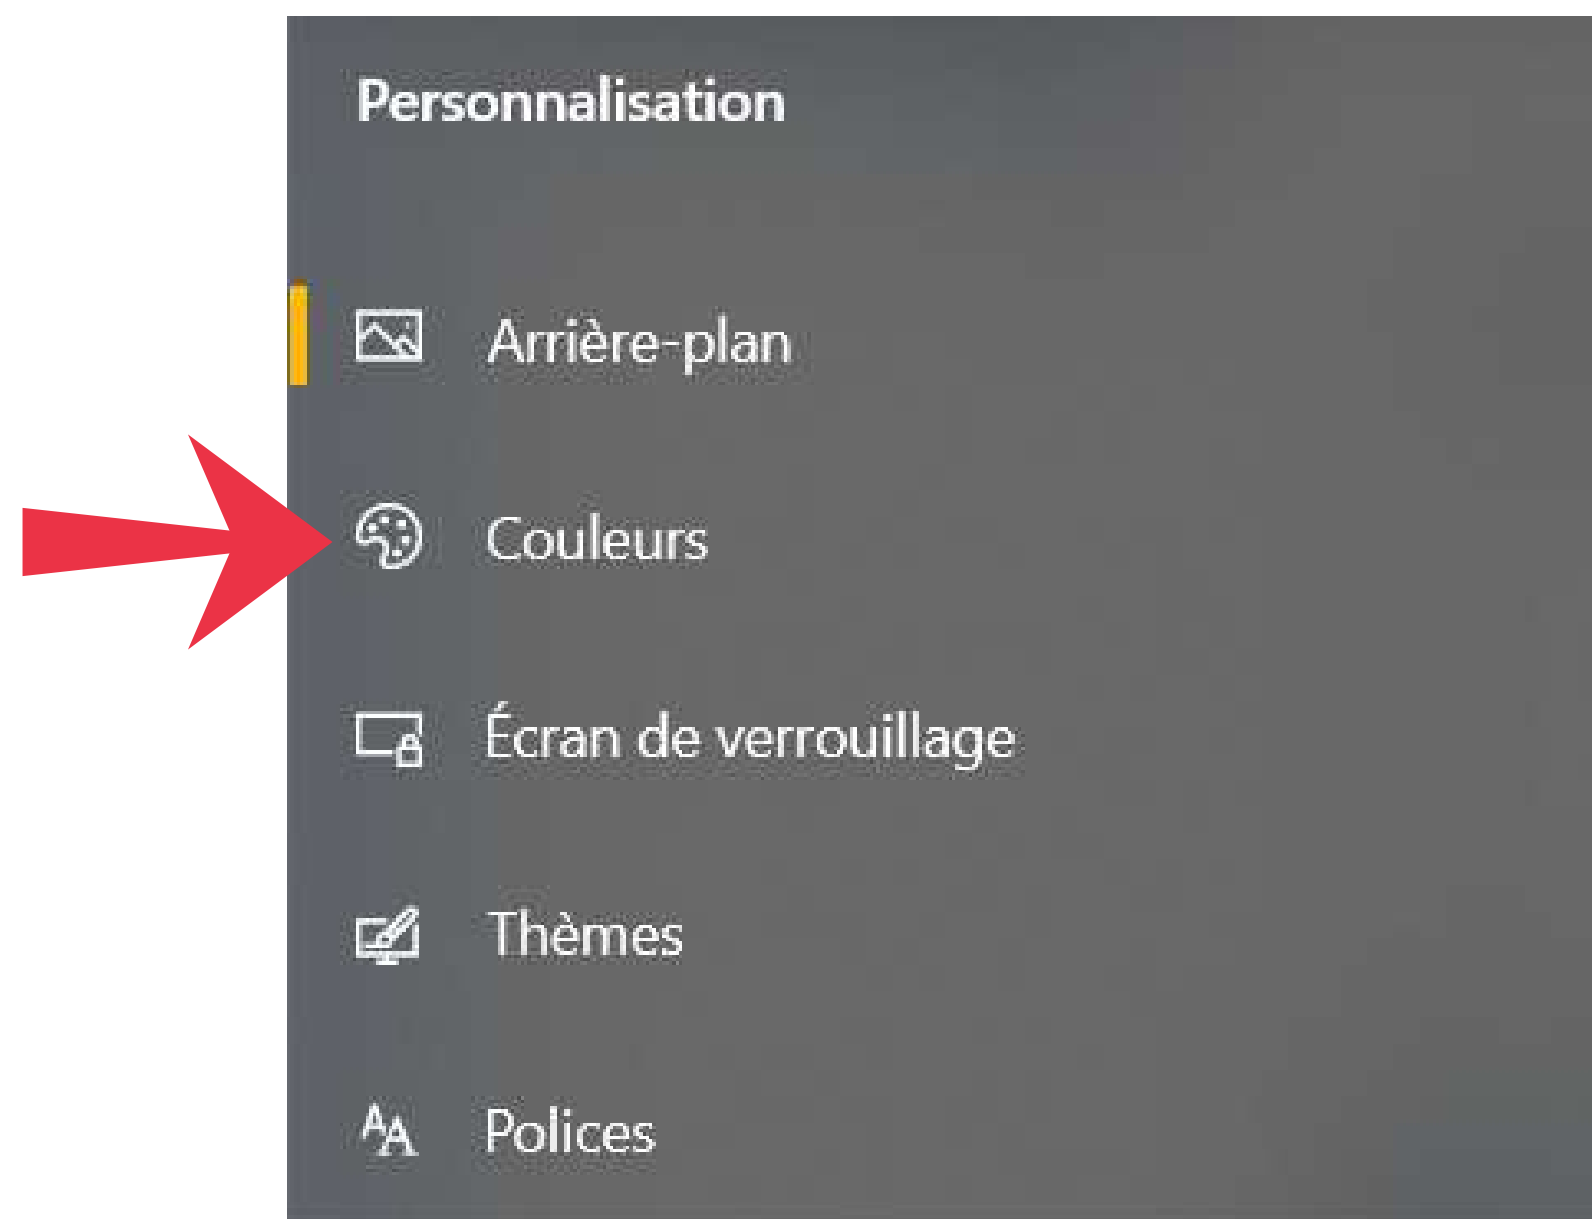 Personnalisation
Arrière-plan
Couleurs
Écran de verrouillage
Thèmes
Polices